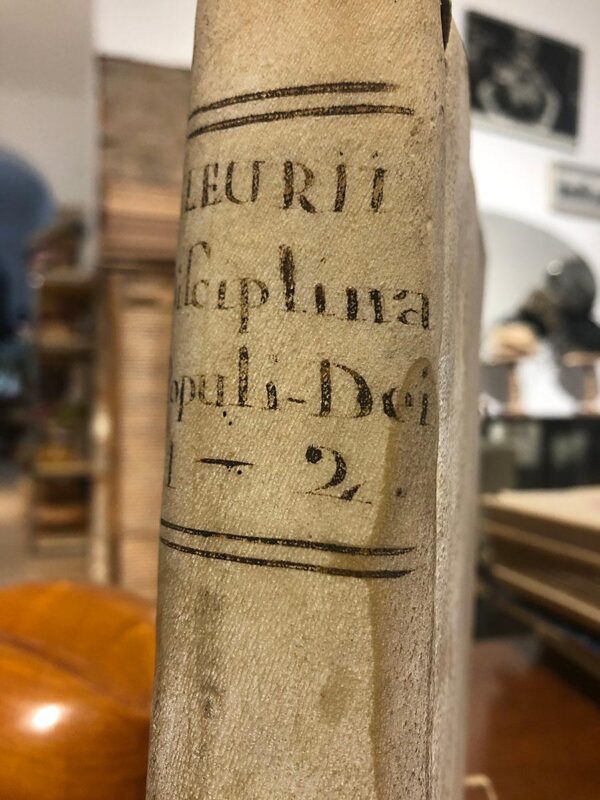 LEURII
iſciplina
opuli-Dei
1 — 2.